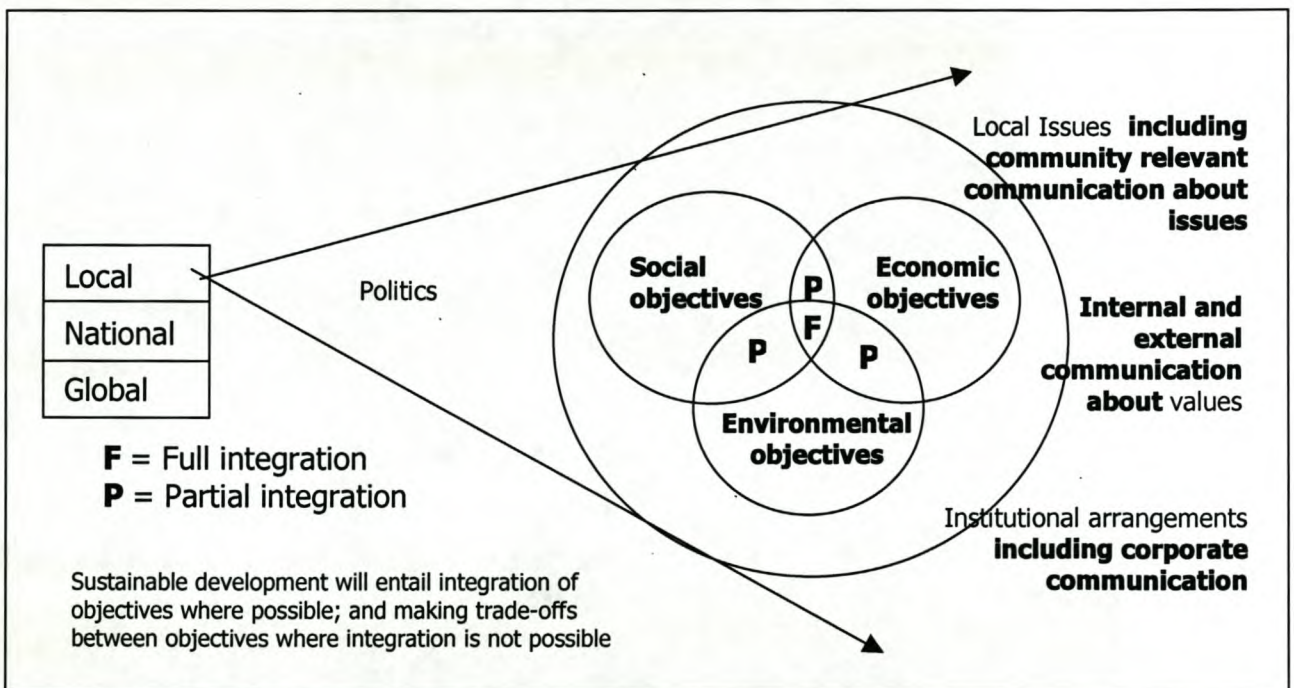 Local
National
Global
F = Full integration
P = Partial integration
Sustainable development will entail integration of
objectives where possible; and making trade-offs
between objectives where integration is not possible
Politics
Social
objectives
Economic
objectives
Environmental
objectives
P
F
P
P
Local Issues including
community relevant
communication about
issues
Internal and
external
communication
about values
Institutional arrangements
including corporate
communication